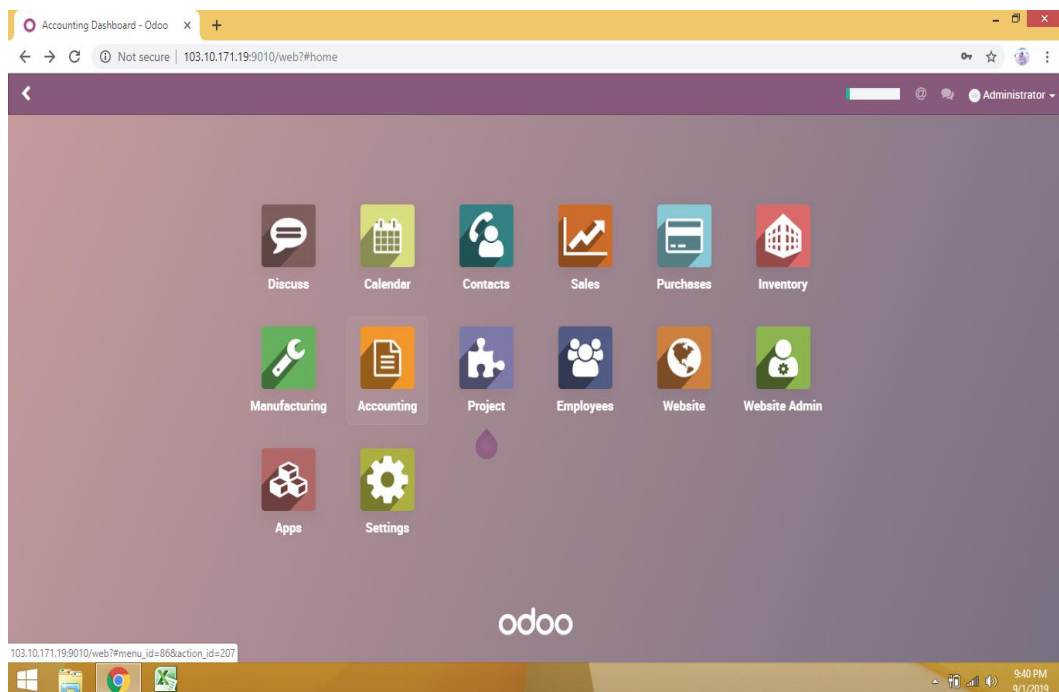 Accounting Dashboard - Odoo
Not secure | 103.10.171.19:9010/web?#home
@ Administrator
Discuss Calendar Contacts Sales Purchases Inventory
Manufacturing Accounting Project Employees Website Website Admin
Apps Settings
odoo
103.10.171.19:9010/web?#menu_id=86&action_id=207
9:40 PM
9/1/2019